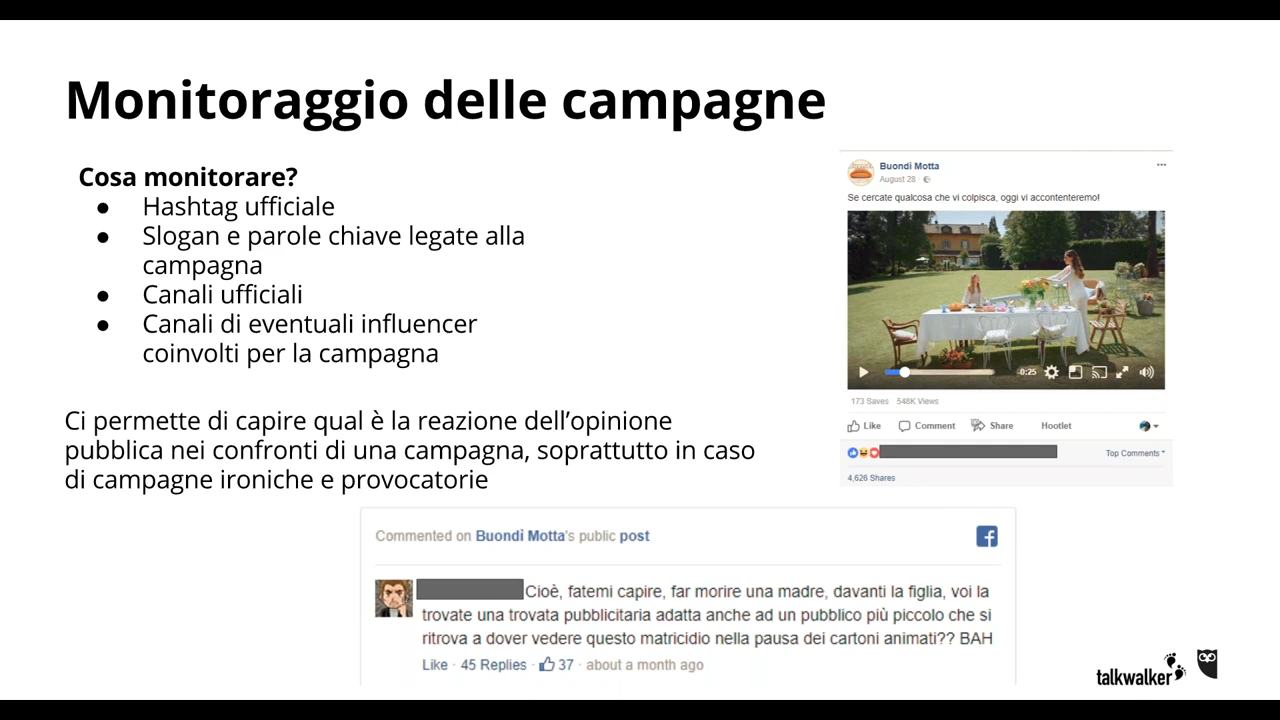 Monitoraggio delle campagne
Cosa monitorare?
● Hashtag ufficiale
● Slogan e parole chiave legate alla
campagna
● Canali ufficiali
● Canali di eventuali influencer
coinvolti per la campagna
Ci permette di capire qual è la reazione dell’opinione
pubblica nei confronti di una campagna, soprattutto in caso
di campagne ironiche e provocatorie
Buondì Motta
August 28 ·
Se cercate qualcosa che vi colpisca, oggi vi accontenteremo!
-0:25
173 Saves 548K Views
Like Comment Share Hootlet
Top Comments
4,626 Shares
Commented on Buondì Motta's public post
Cioè, fatemi capire, far morire una madre, davanti la figlia, voi la
trovate una trovata pubblicitaria adatta anche ad un pubblico più piccolo che si
ritrova a dover vedere questo matricidio nella pausa dei cartoni animati?? BAH
Like · 45 Replies · 37 · about a month ago
talkwalker